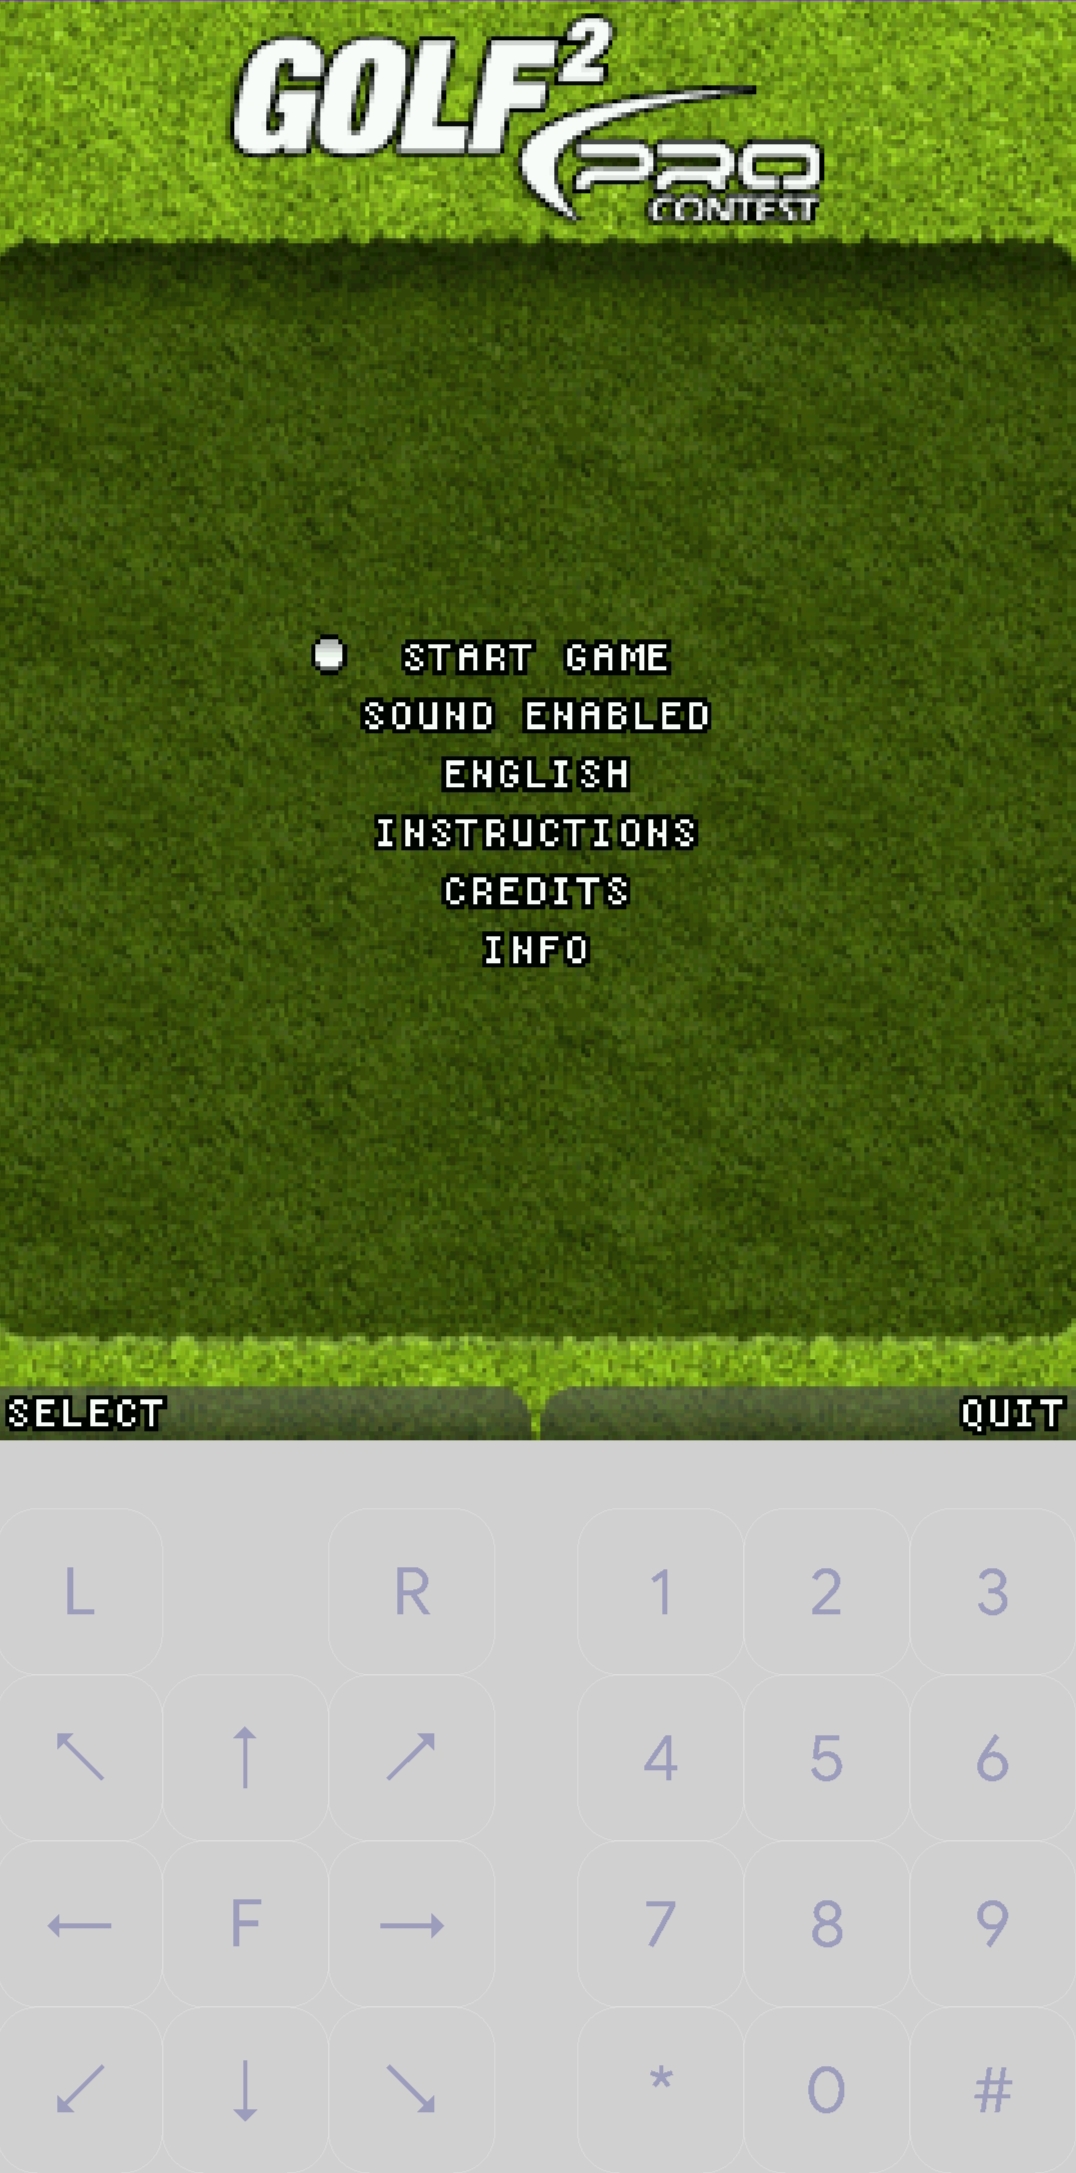 GOLF²
PRO
CONTEST
START GAME
SOUND ENABLED
ENGLISH
INSTRUCTIONS
CREDITS
INFO
SELECT QUIT
L R 1 2 3
↖ ↑ ↗ 4 5 6
← F → 7 8 9
↙ ↓ ↘ * 0 #